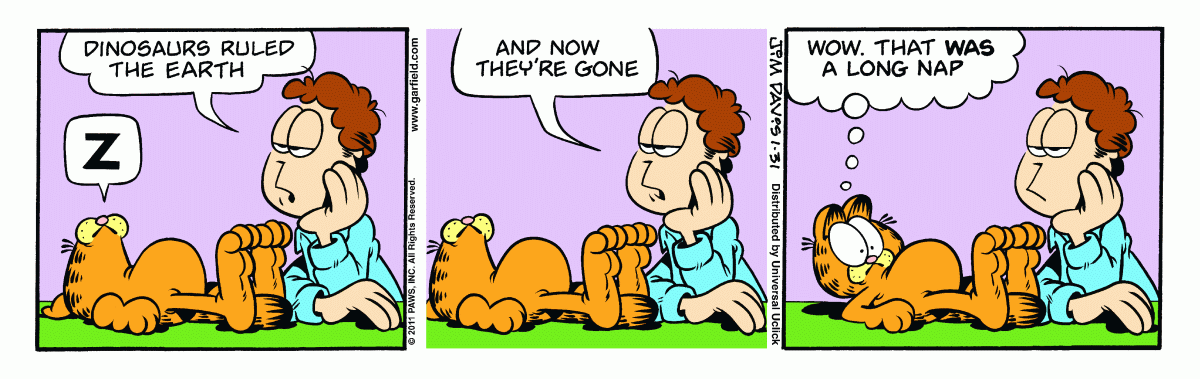 DINOSAURS RULED
THE EARTH
Z
www.garfield.com
© 2011 PAWS, INC. All Rights Reserved.
AND NOW
THEY'RE GONE
JIM DAVIS 1-31
Distributed by Universal Uclick
WOW. THAT WAS
A LONG NAP